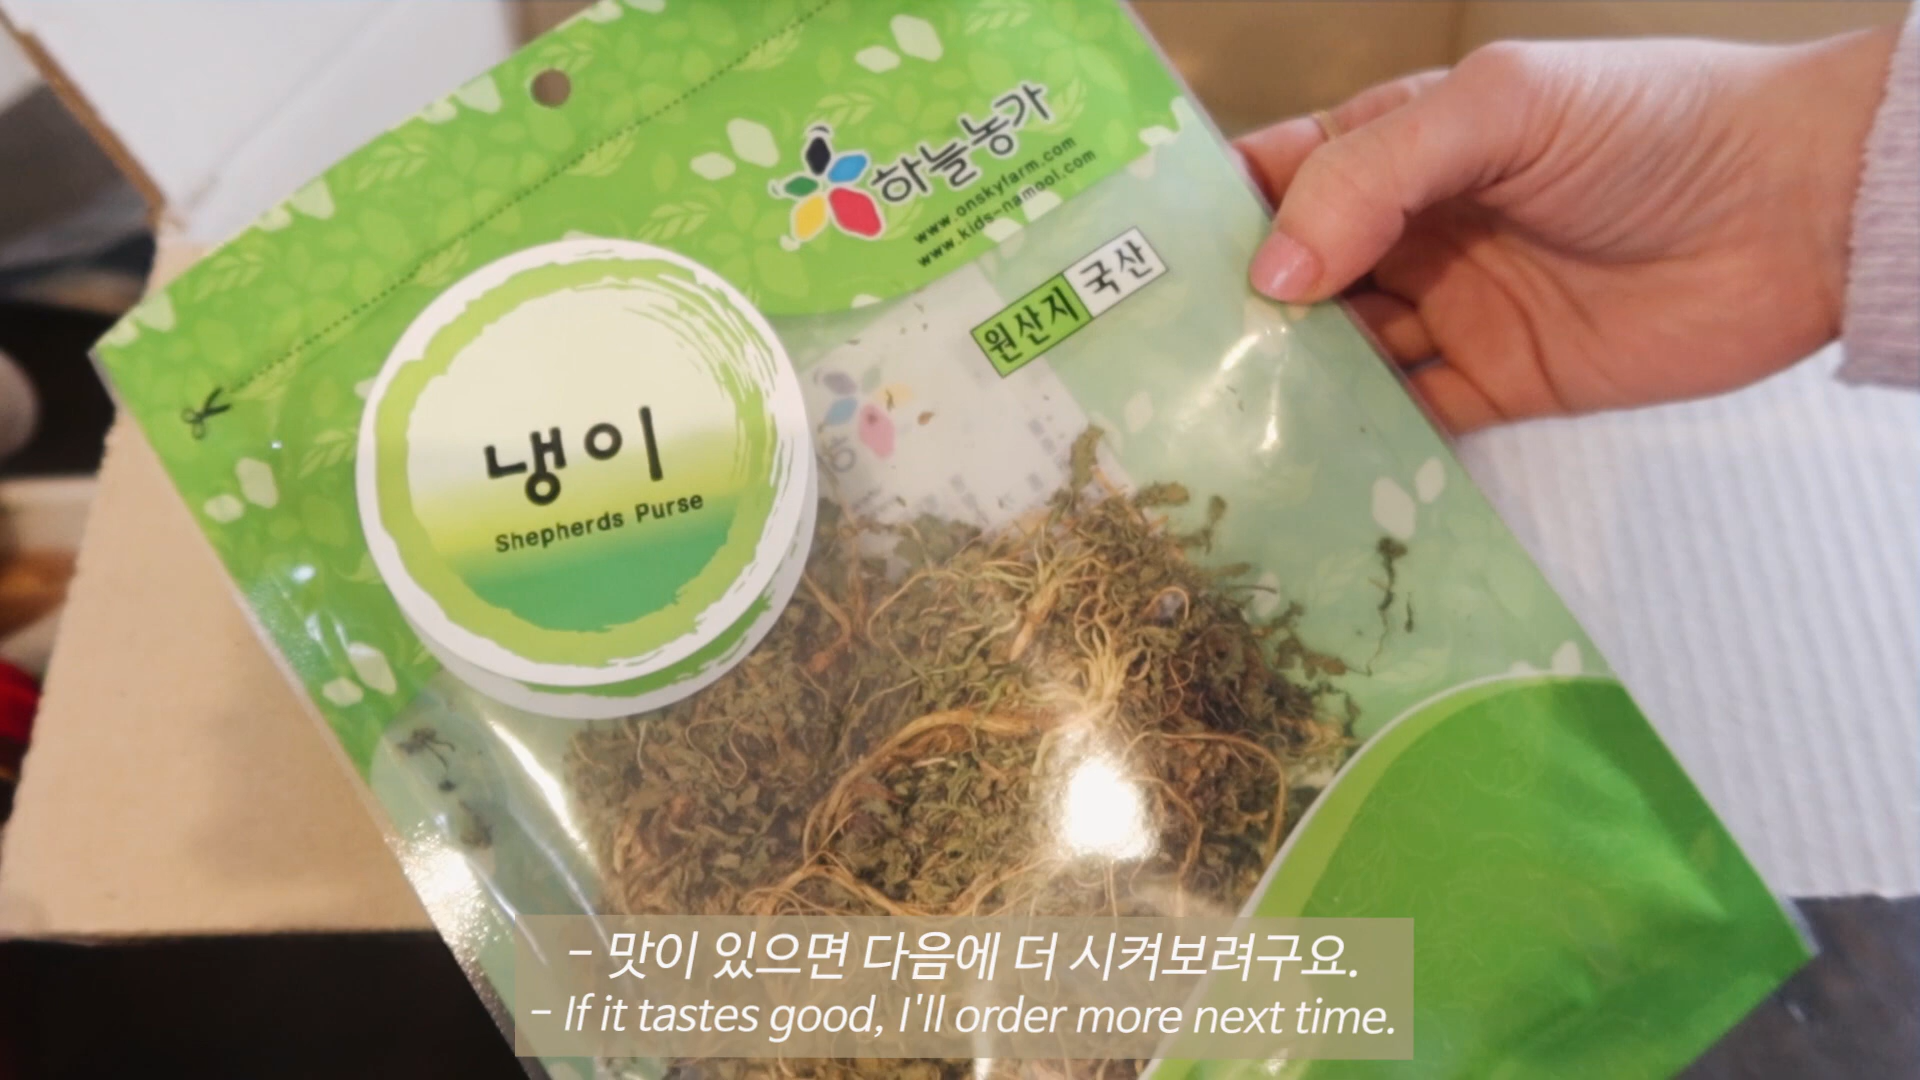 하늘농가
www.onskyfarm.com
www.kids-namool.com
원산지 국산
냉이
Shepherds Purse
- 맛이 있으면 다음에 더 시켜보려구요.
- If it tastes good, I'll order more next time.